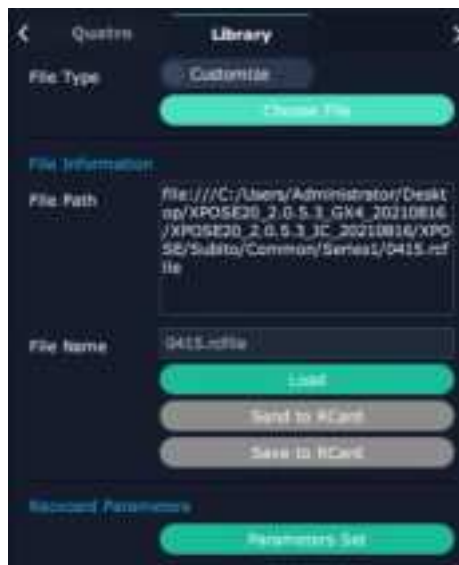 Quatro Library
File Type Customize
Choose File
File Information
File Path
file:///C:/Users/Administrator/Deskt
op/XPOSE20_2.0.5.3_GX4_20210816
/XPOSE20_2.0.5.3_IC_20210816/XPO
SE/Subito/Common/Series1/0415.rcf
ile
File Name 0415.rcfile
Load
Send to RCard
Save to RCard
Parameters
Parameters Set